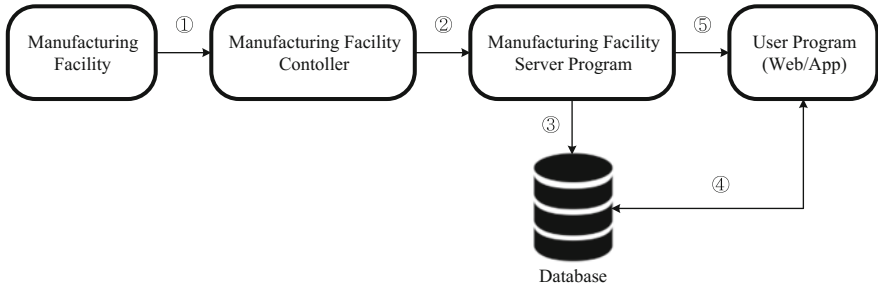 ①
②
⑤
Manufacturing
Facility
Manufacturing Facility
Contoller
Manufacturing Facility
Server Program
User Program
(Web/App)
③
④
Database